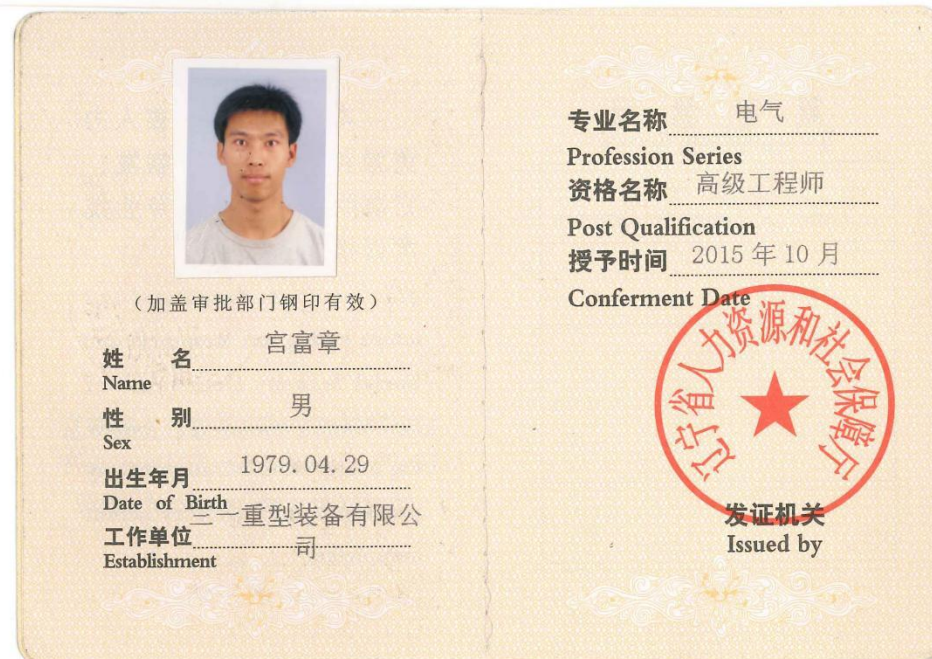 （加盖审批部门钢印有效）
姓 名 宫富章
Name
性 别 男
Sex
出生年月 1979.04.29
Date of Birth
工作单位 三一重型装备有限公
司
Establishment
专业名称 电气
Profession Series
资格名称 高级工程师
Post Qualification
授予时间 2015 年 10 月
Conferment Date
辽宁省人力资源和社会保障厅
发证机关
Issued by